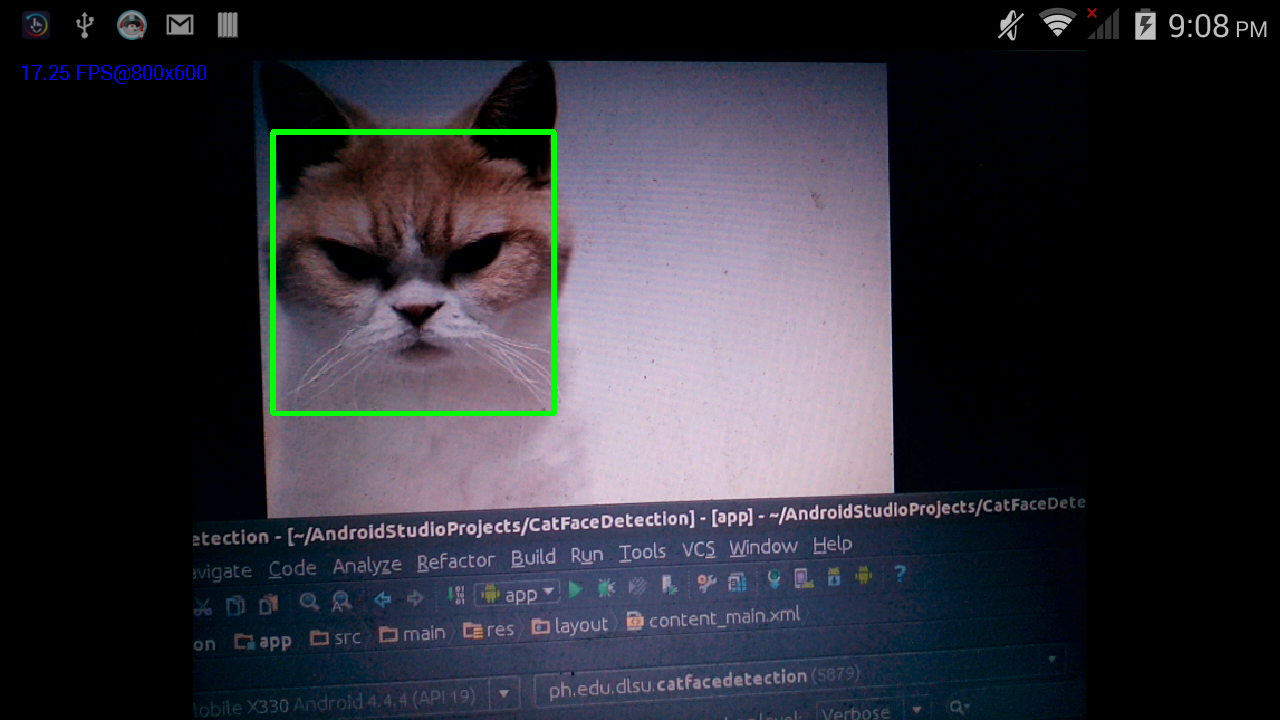 9:08 PM
17.25 FPS@800x600
etection - [~/AndroidStudioProjects/CatFaceDetection] - [app] - ~/AndroidStudioProjects/CatFaceDete
avigate Code Analyze Refactor Build Run Tools VCS Window Help
app
?
on app src main res layout content_main.xml
obile X330 Android 4.4.4 (API 19) ph.edu.dlsu.catfacedetection (5879)
Verbose